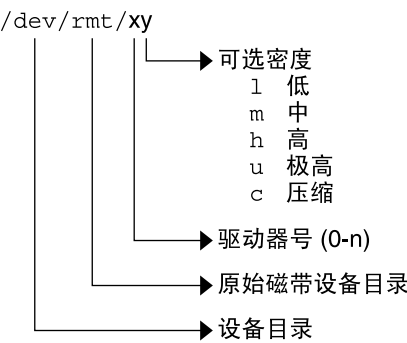 /dev/rmt/xy
可选密度
l 低
m 中
h 高
u 极高
c 压缩
驱动器号 (0-n)
原始磁带设备目录
设备目录